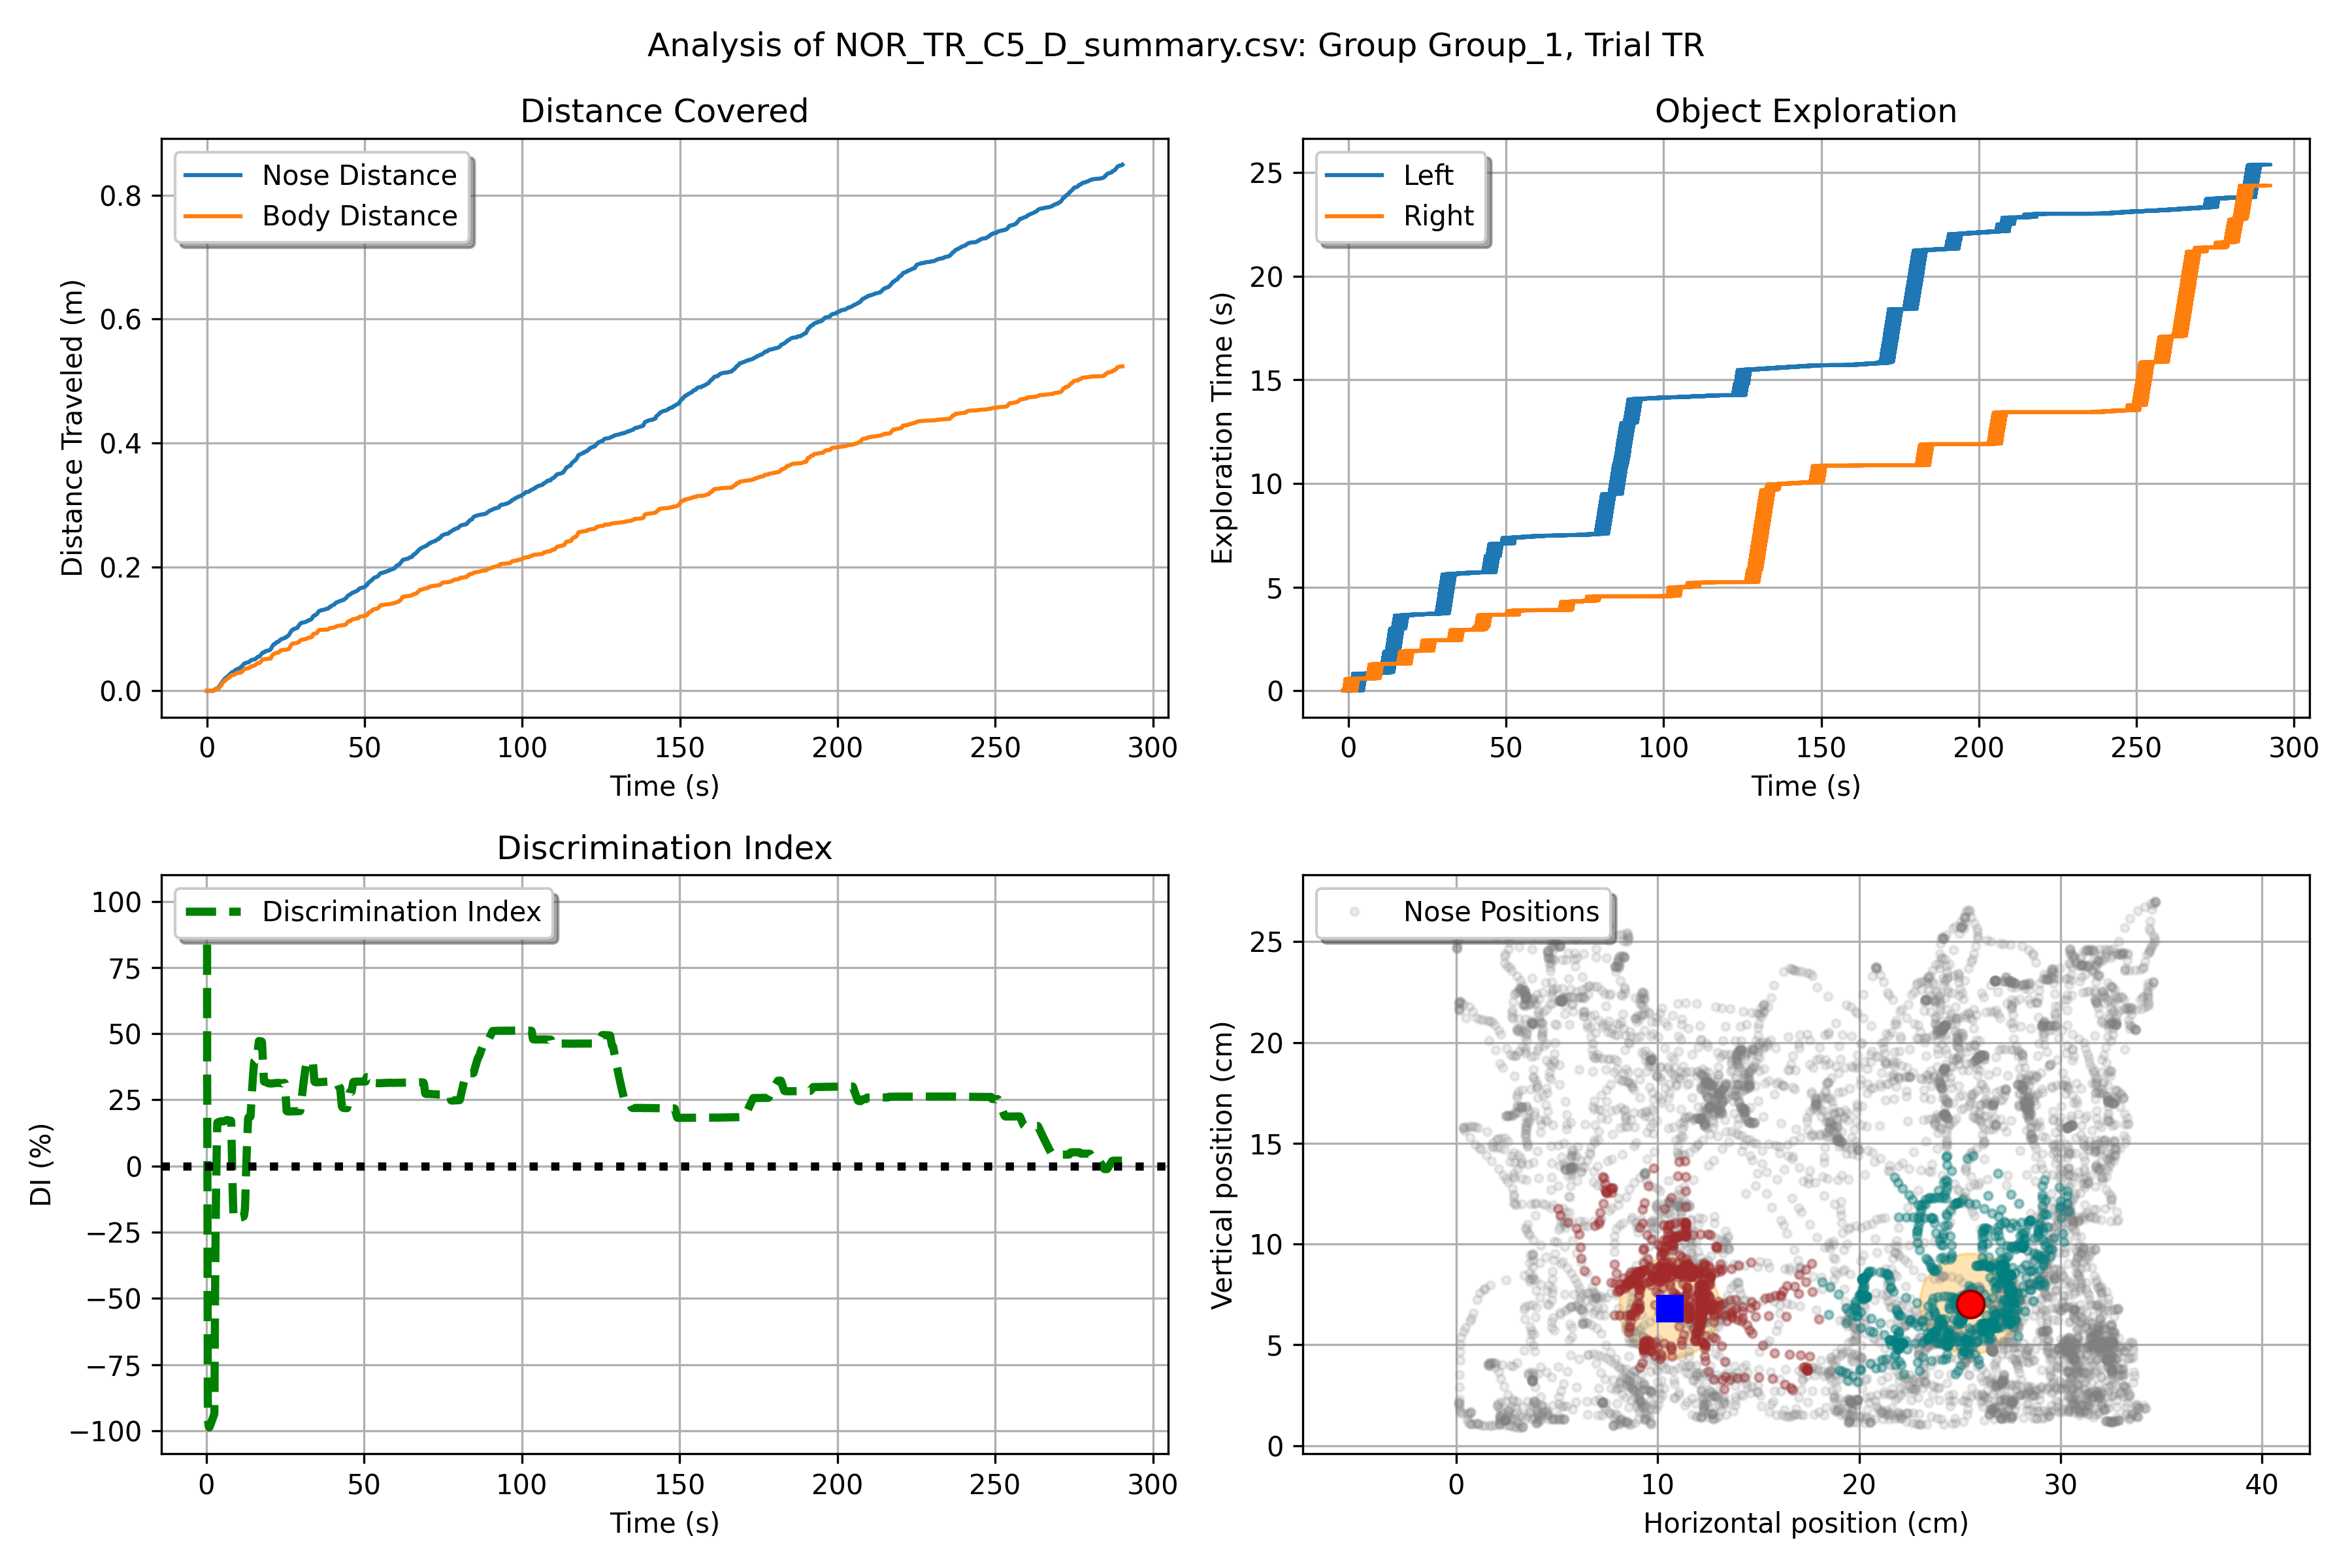 Analysis of NOR_TR_C5_D_summary.csv: Group Group_1, Trial TR
Distance Covered
Nose Distance
Body Distance
Distance Traveled (m)
0.8
0.6
0.4
0.2
0.0
0 50 100 150 200 250 300
Time (s)
Object Exploration
Left
Right
Exploration Time (s)
25
20
15
10
5
0
0 50 100 150 200 250 300
Time (s)
Discrimination Index
Discrimination Index
DI (%)
100
75
50
25
0
−25
−50
−75
−100
0 50 100 150 200 250 300
Time (s)
Nose Positions
Vertical position (cm)
25
20
15
10
5
0
0 10 20 30 40
Horizontal position (cm)